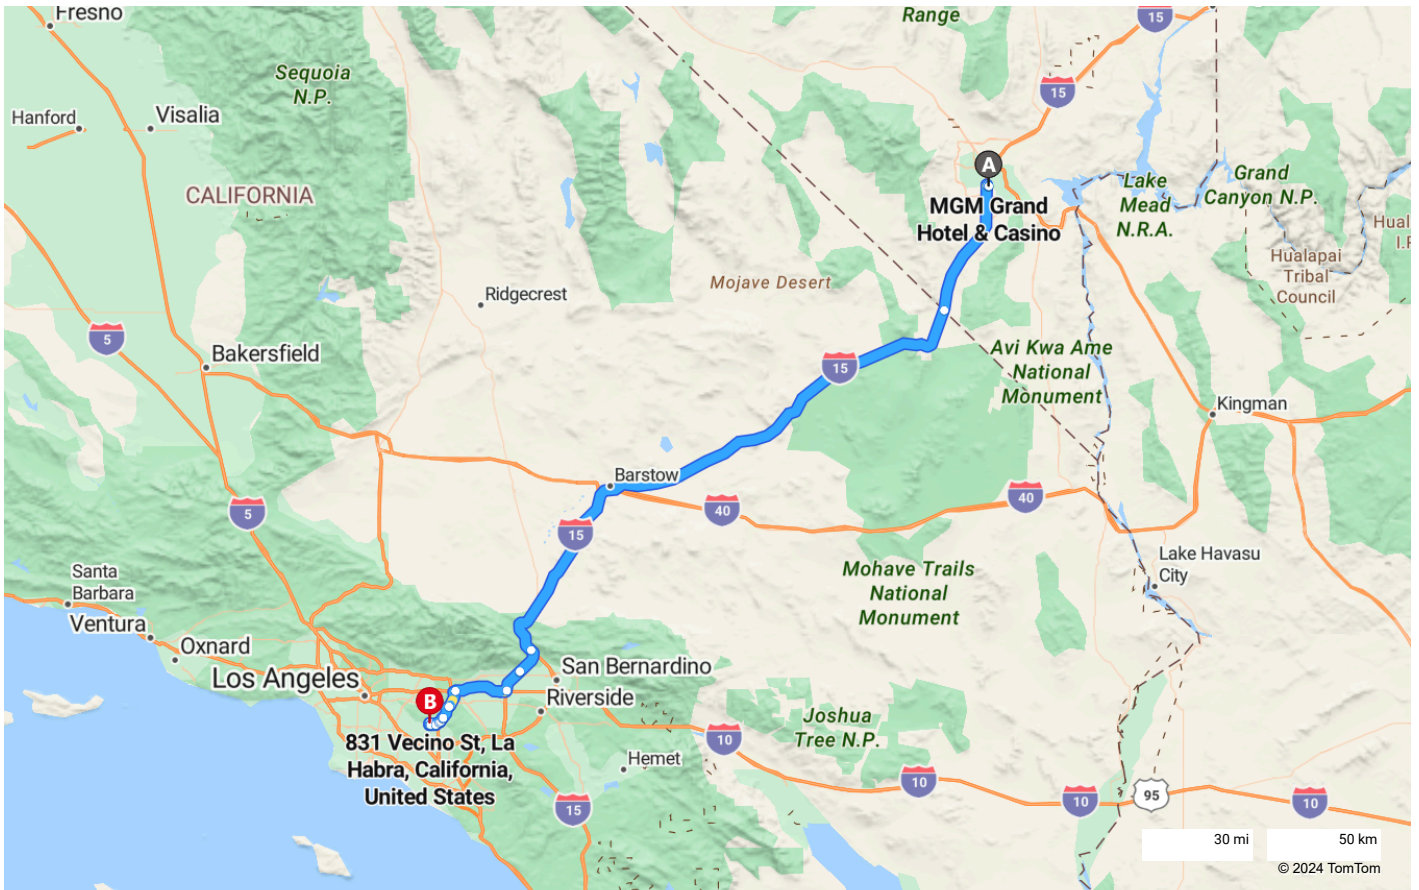 Fresno
Range
15
Sequoia
N.P.
15
Hanford
Visalia
A
CALIFORNIA
Lake
Mead
N.R.A.
Grand
Canyon N.P.
MGM Grand
Hotel & Casino
Hual
I.R
Hualapai
Tribal
Council
Mojave Desert
Ridgecrest
5
Bakersfield
15
Avi Kwa Ame
National
Monument
Kingman
Barstow
5
40
40
15
Lake Havasu
City
Santa
Barbara
Mohave Trails
National
Monument
Ventura
Oxnard
Los Angeles
San Bernardino
Riverside
B
831 Vecino St, La
Habra, California,
United States
Joshua
Tree N.P.
10
Hemet
10
15
10
95
10
30 mi
50 km
© 2024 TomTom